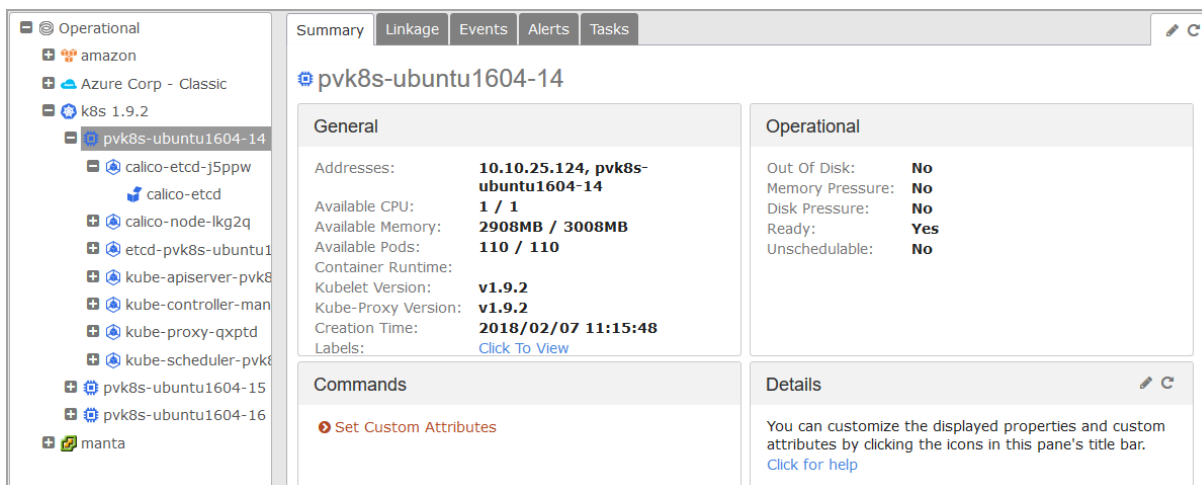 Operational
amazon
Azure Corp - Classic
k8s 1.9.2
pvk8s-ubuntu1604-14
calico-etcd-j5ppw
calico-etcd
calico-node-lkg2q
etcd-pvk8s-ubuntu1
kube-apiserver-pvk8
kube-controller-man
kube-proxy-qxptd
kube-scheduler-pvk8
pvk8s-ubuntu1604-15
pvk8s-ubuntu1604-16
manta
Summary Linkage Events Alerts Tasks
pvk8s-ubuntu1604-14
General
Addresses: 10.10.25.124, pvk8s-
ubuntu1604-14
Available CPU: 1 / 1
Available Memory: 2908MB / 3008MB
Available Pods: 110 / 110
Container Runtime:
Kubelet Version: v1.9.2
Kube-Proxy Version: v1.9.2
Creation Time: 2018/02/07 11:15:48
Labels: Click To View
Operational
Out Of Disk: No
Memory Pressure: No
Disk Pressure: No
Ready: Yes
Unschedulable: No
Commands
Set Custom Attributes
Details
You can customize the displayed properties and custom
attributes by clicking the icons in this pane's title bar.
Click for help